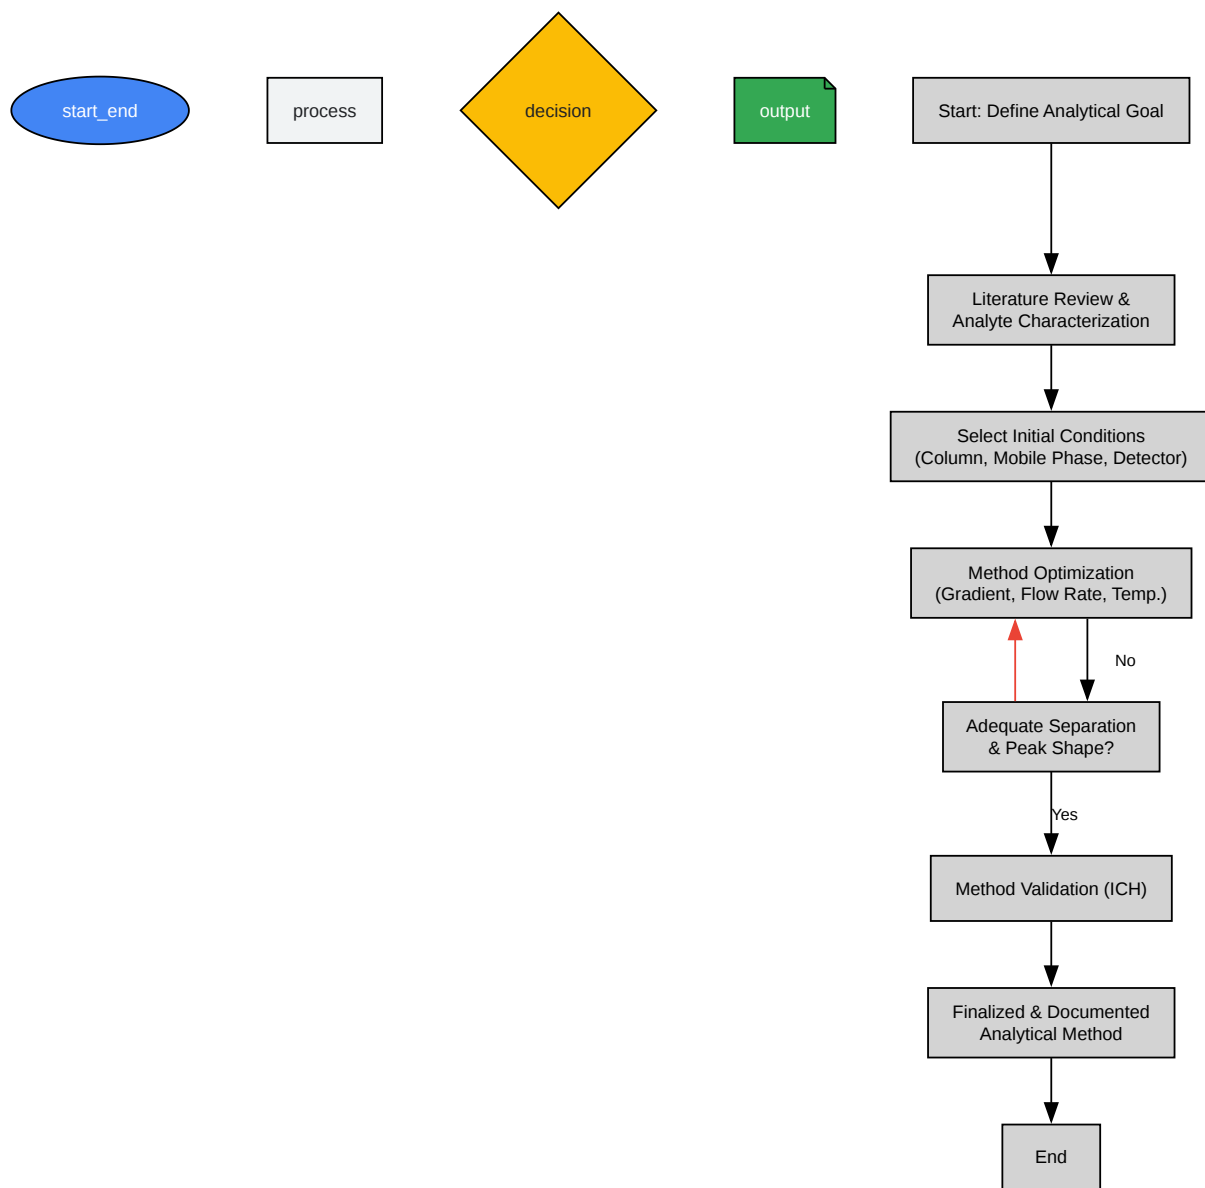 start_end
process
decision
output
Start: Define Analytical Goal
Literature Review &
Analyte Characterization
Select Initial Conditions
(Column, Mobile Phase, Detector)
Method Optimization
(Gradient, Flow Rate, Temp.)
No
Adequate Separation
& Peak Shape?
Yes
Method Validation (ICH)
Finalized & Documented
Analytical Method
End